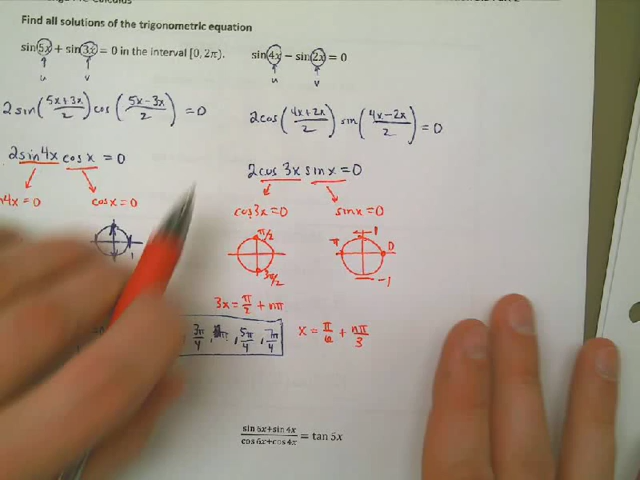 Find all solutions of the trigonometric equation
sin 5x + sin 3x = 0 in the interval [0, 2π).
u v
2 sin (5x+3x / 2) cos (5x-3x / 2) = 0
2 sin 4x cos x = 0
n 4x = 0 cos x = 0
1
3π/4 , , 5π/4 , 7π/4
sin 4x − sin 2x = 0
u v
2 cos (4x+2x / 2) sin (4x-2x / 2) = 0
2 cos 3x sin x = 0
cos 3x = 0 sin x = 0
π/2 3π/2
1 π 0 -1
3x = π/2 + nπ
x = π/6 + nπ/3
sin 6x+sin 4x / cos 6x+cos 4x = tan 5x